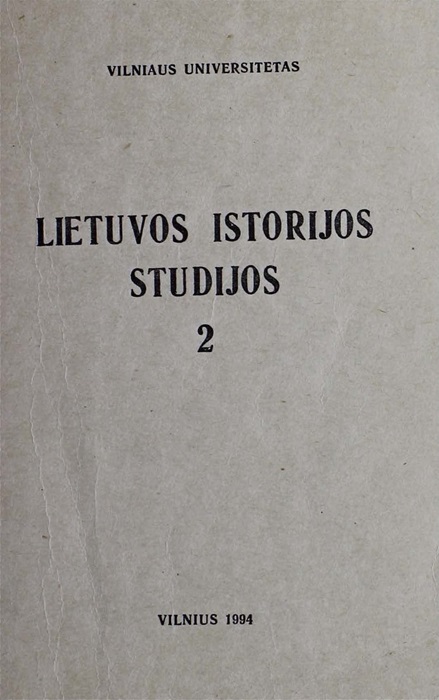 VILNIAUS UNIVERSITETAS
LIETUVOS ISTORIJOS
STUDIJOS
2
VILNIUS 1994